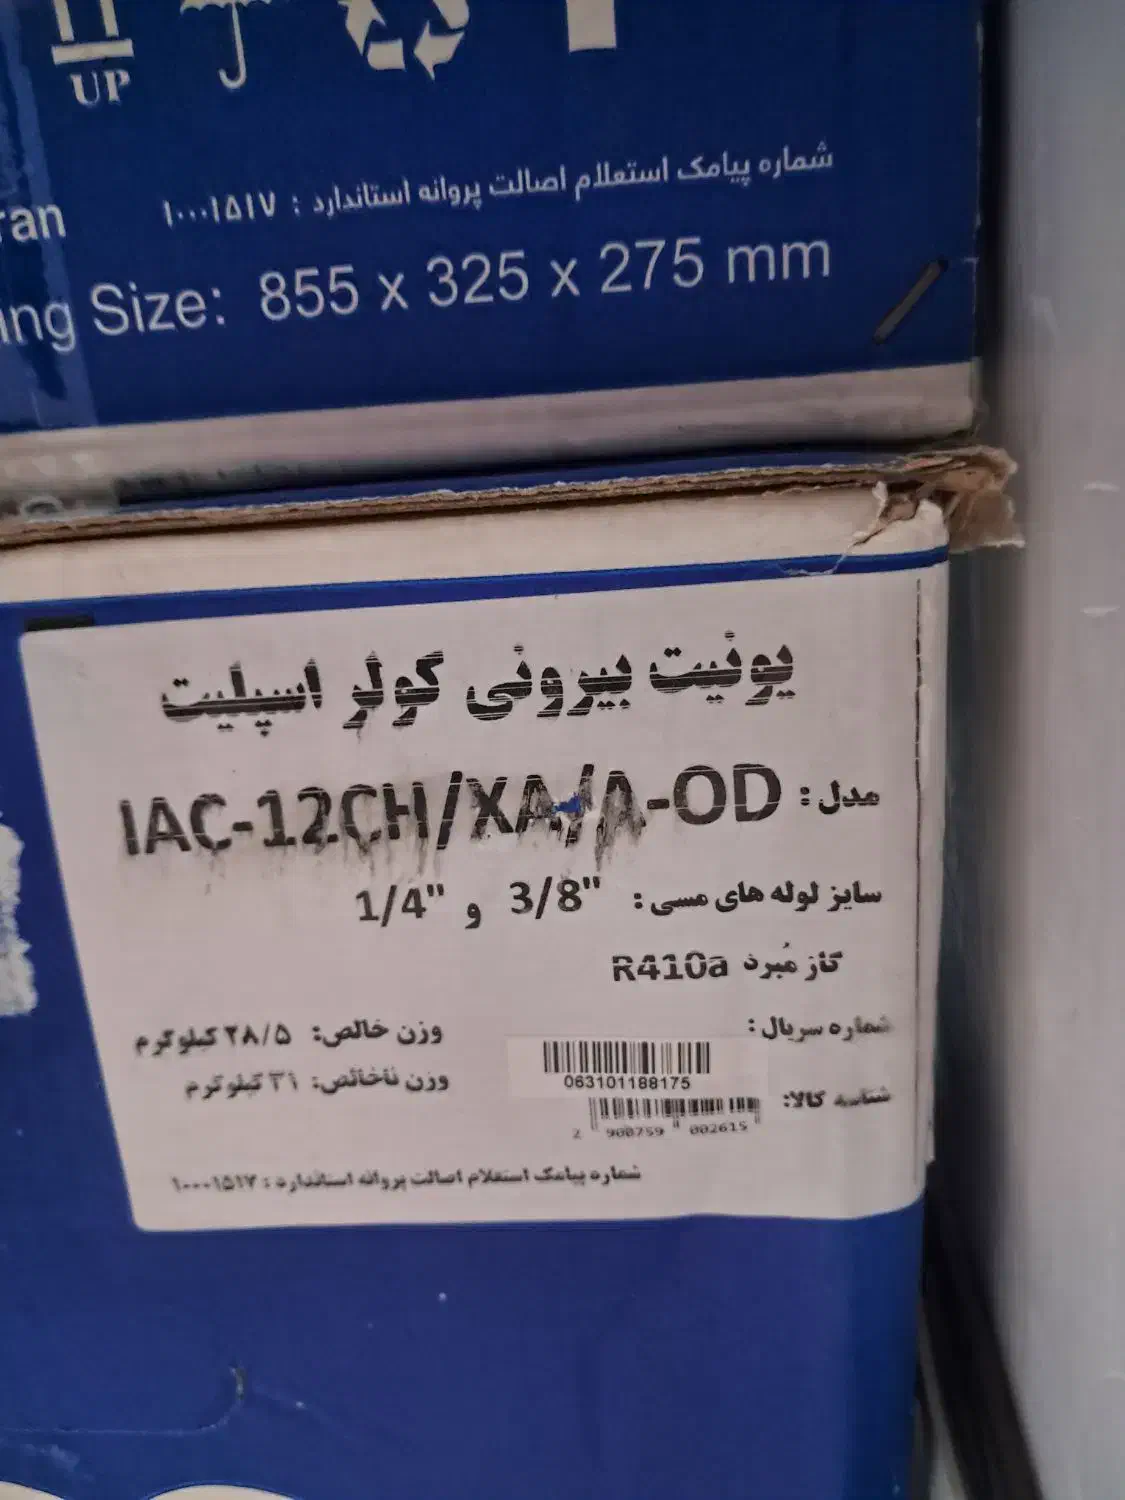 UP
شماره پیامک استعلام اصالت پروانه استاندارد : ۱۰۰۰۱۵۱۷
ran
ing Size: 855 x 325 x 275 mm
یونیت بیرونی کولر اسپلیت
مدل : IAC-12CH/XA/A-OD
سایز لوله های مسی : 3/8" و 1/4"
گاز مُبرد R410a
شماره سریال :
063101188175
وزن خالص: ۲۸/۵ کیلوگرم
وزن ناخالص: ۳۱ کیلوگرم
شناسه کالا:
2 900759 002615
شماره پیامک استعلام اصالت پروانه استاندارد : ۱۰۰۰۱۵۱۷